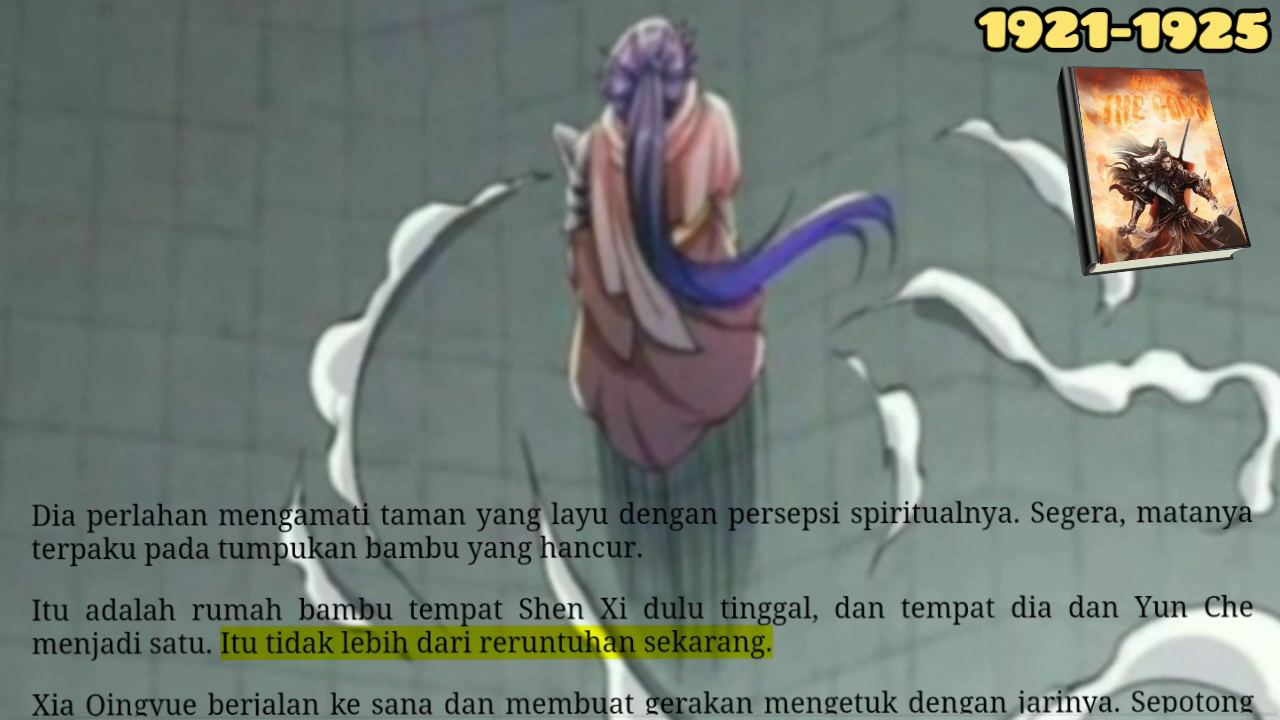 1921-1925
THE GODS
Dia perlahan mengamati taman yang layu dengan persepsi spiritualnya. Segera, matanya
terpaku pada tumpukan bambu yang hancur.
Itu adalah rumah bambu tempat Shen Xi dulu tinggal, dan tempat dia dan Yun Che
menjadi satu. Itu tidak lebih dari reruntuhan sekarang.
Xia Qingyue berjalan ke sana dan membuat gerakan mengetuk dengan jarinya. Sepotong